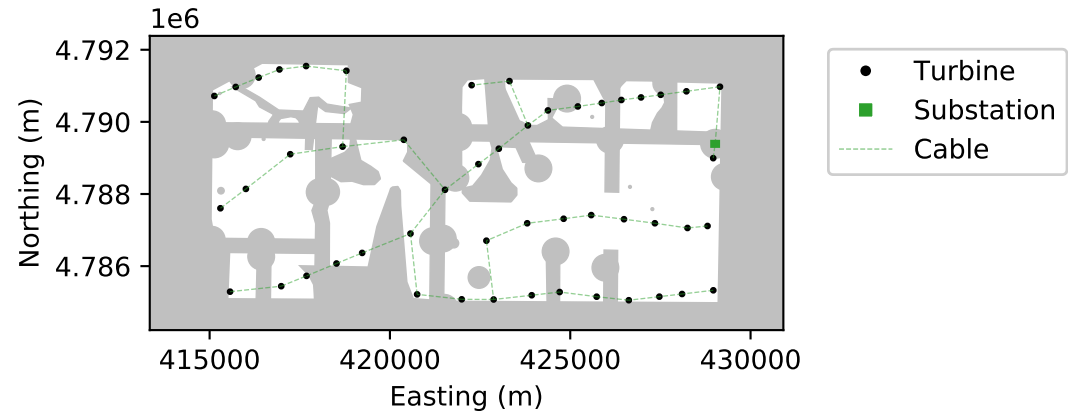 1e6
4.792
4.790
4.788
4.786
Northing (m)
415000 420000 425000 430000
Easting (m)
Turbine
Substation
Cable